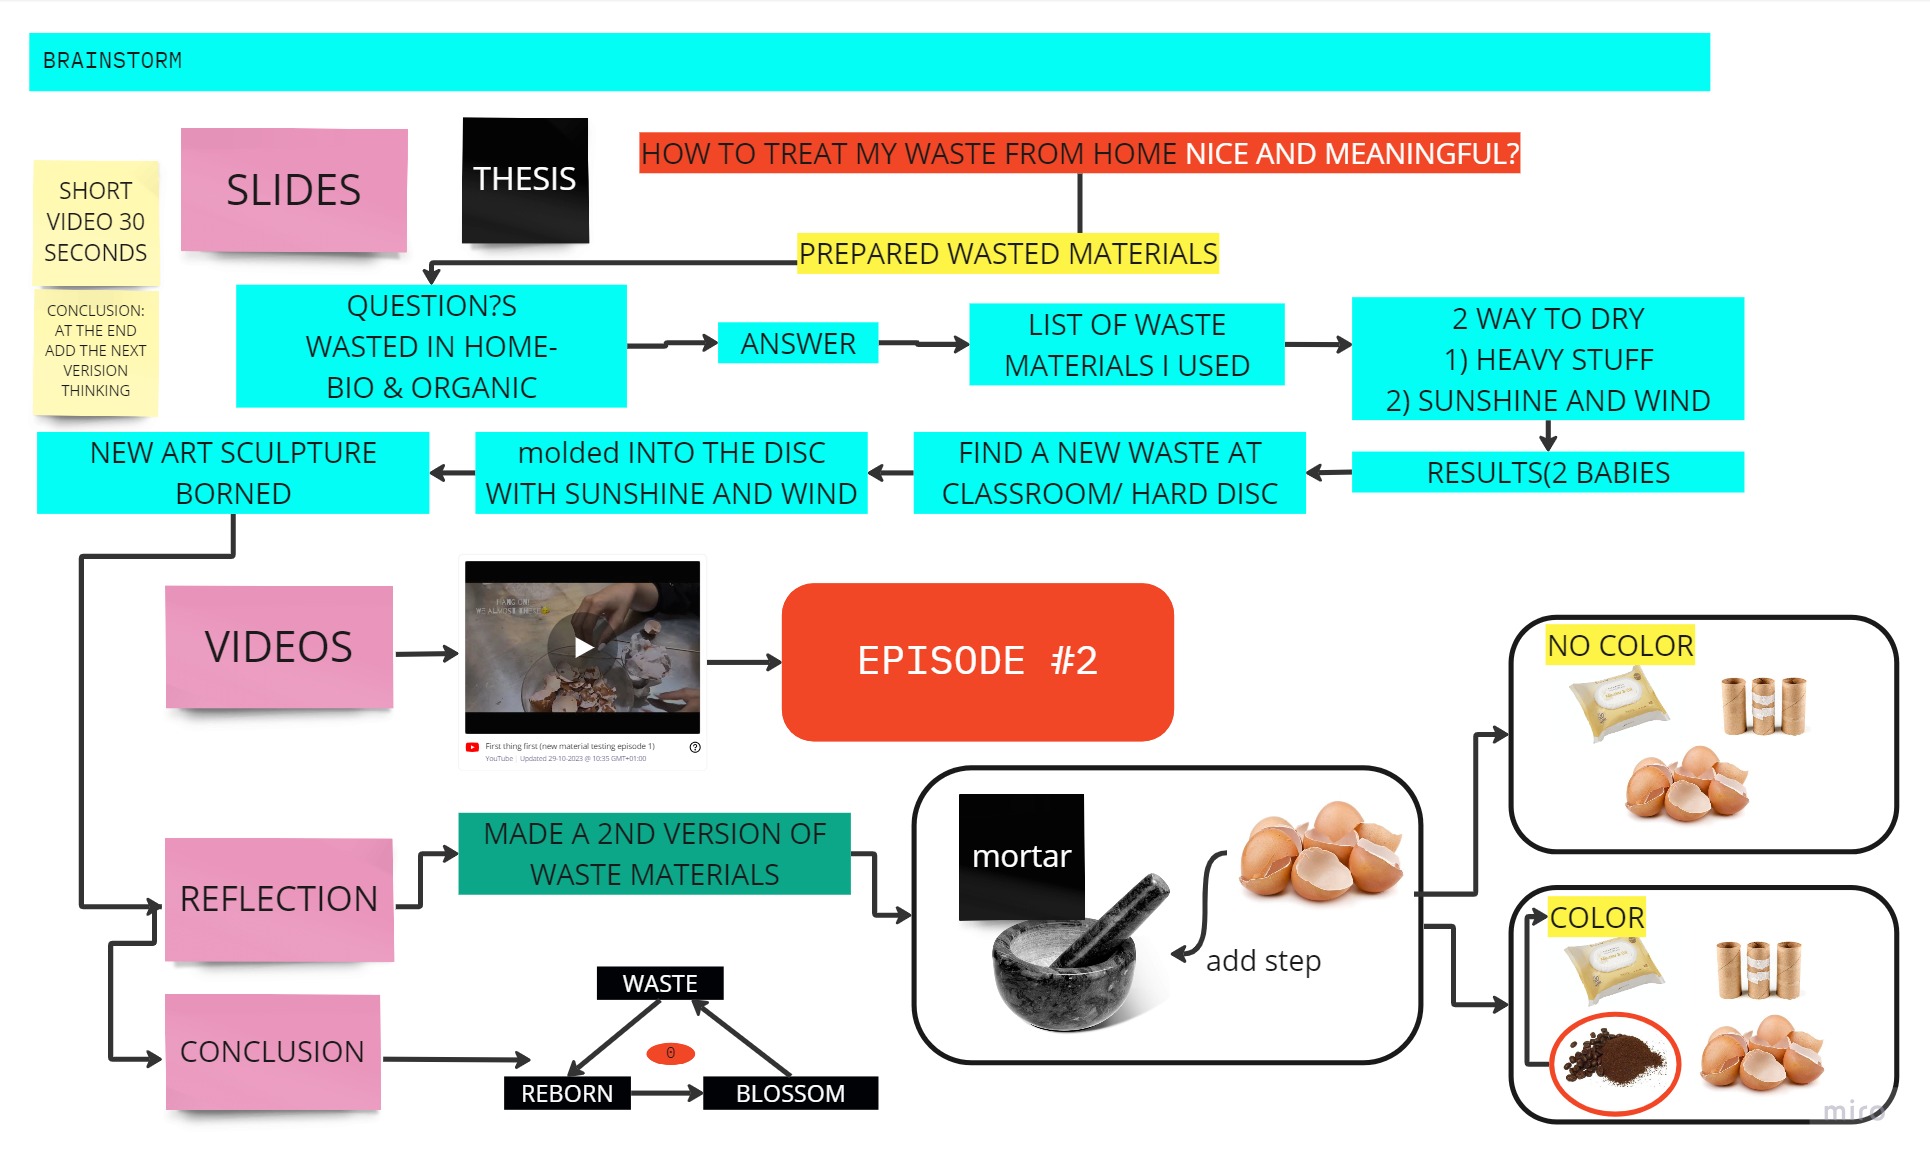 BRAINSTORM
SHORT
VIDEO 30
SECONDS
SLIDES
THESIS
HOW TO TREAT MY WASTE FROM HOME NICE AND MEANINGFUL?
PREPARED WASTED MATERIALS
CONCLUSION:
AT THE END
ADD THE NEXT
VERISION
THINKING
QUESTION?S
WASTED IN HOME-
BIO & ORGANIC
ANSWER
LIST OF WASTE
MATERIALS I USED
2 WAY TO DRY
1) HEAVY STUFF
2) SUNSHINE AND WIND
RESULTS(2 BABIES
FIND A NEW WASTE AT
CLASSROOM/ HARD DISC
molded INTO THE DISC
WITH SUNSHINE AND WIND
NEW ART SCULPTURE
BORNED
VIDEOS
HANG ON!
WE ALMOST THERE
First thing first (new material testing episode 1)
YouTube | Updated 29-10-2023 @ 10:35 GMT+01:00
EPISODE #2
NO COLOR
REFLECTION
MADE A 2ND VERSION OF
WASTE MATERIALS
mortar
add step
COLOR
CONCLUSION
WASTE
0
REBORN
BLOSSOM
miro